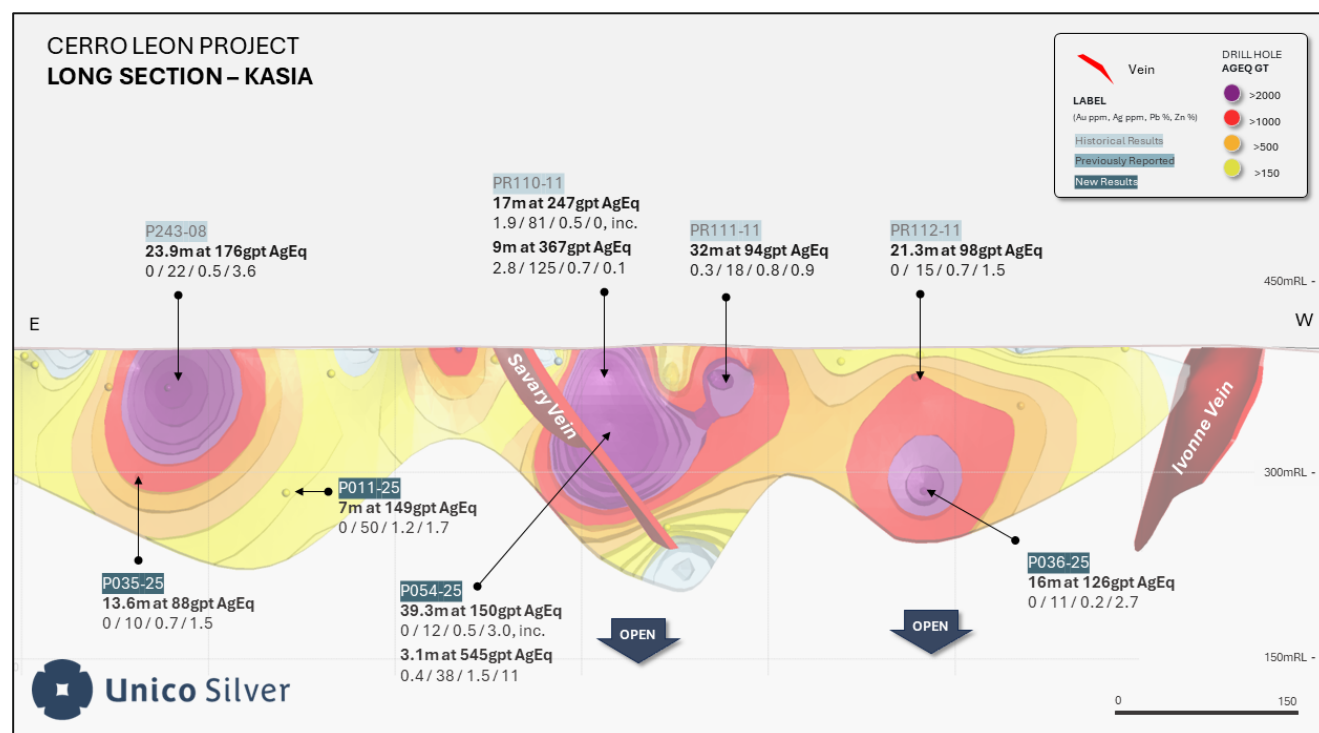 CERRO LEON PROJECT
LONG SECTION – KASIA
Vein
LABEL
(Au ppm, Ag ppm, Pb %, Zn %)
Historical Results
Previously Reported
New Results
DRILL HOLE
AGEQ GT
>2000
>1000
>500
>150
P243-08
23.9m at 176gpt AgEq
0 / 22 / 0.5 / 3.6
PR110-11
17m at 247gpt AgEq
1.9 / 81 / 0.5 / 0, inc.
9m at 367gpt AgEq
2.8 / 125 / 0.7 / 0.1
PR111-11
32m at 94gpt AgEq
0.3 / 18 / 0.8 / 0.9
PR112-11
21.3m at 98gpt AgEq
0 / 15 / 0.7 / 1.5
450mRL -
E
W
Savary Vein
Ivonne Vein
300mRL -
P011-25
7m at 149gpt AgEq
0 / 50 / 1.2 / 1.7
P035-25
13.6m at 88gpt AgEq
0 / 10 / 0.7 / 1.5
P054-25
39.3m at 150gpt AgEq
0 / 12 / 0.5 / 3.0, inc.
3.1m at 545gpt AgEq
0.4 / 38 / 1.5 / 11
P036-25
16m at 126gpt AgEq
0 / 11 / 0.2 / 2.7
OPEN
OPEN
150mRL -
Unico Silver
0 150